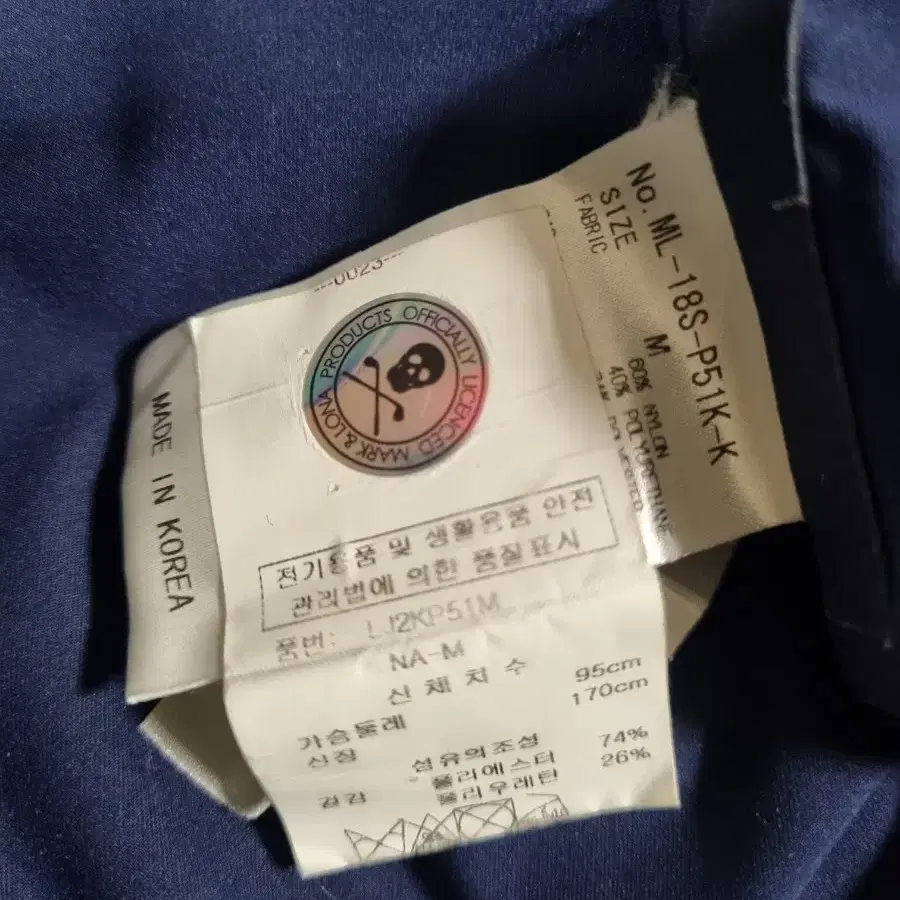 No. ML-18S-P51K-K
SIZE M
FABRIC 60% NYLON
40% POLYURETHANE
0023
PRODUCTS OFFICIALLY LICENCED MARK & LONA
MADE IN KOREA
전기용품 및 생활용품 안전
관리법에 의한 품질표시
품번: LJ2KP51M
NA-M
신체치수
가슴둘레 95cm
신장 170cm
섬유의조성
겉감 폴리에스터 74%
폴리우레탄 26%